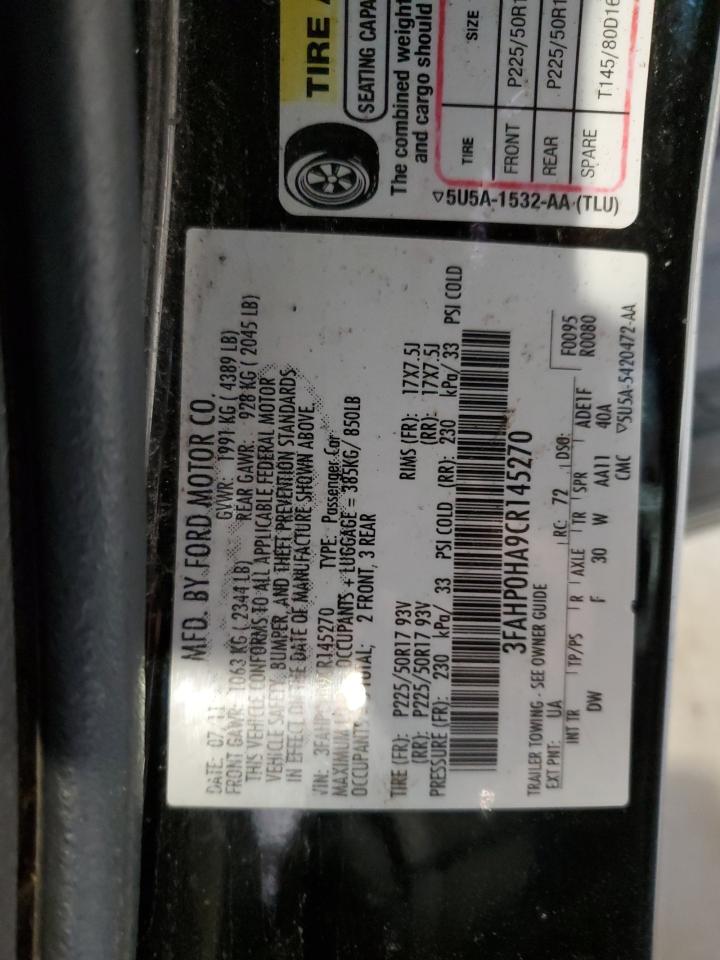 MFD. BY FORD MOTOR CO.
DATE: 07/11 GVWR: 1991 KG ( 4389 LB)
FRONT GAWR: 1063 KG ( 2344 LB) REAR GAWR: 928 KG ( 2045 LB)
THIS VEHICLE CONFORMS TO ALL APPLICABLE FEDERAL MOTOR
VEHICLE SAFETY, BUMPER, AND THEFT PREVENTION STANDARDS
IN EFFECT ON THE DATE OF MANUFACTURE SHOWN ABOVE.
VIN: 3FAHP0HA9CR145270 TYPE: Passenger Car
MAXIMUM OCCUPANTS + LUGGAGE = 385KG/ 850LB
OCCUPANTS: TOTAL; 2 FRONT, 3 REAR
TIRE (FR): P225/50R17 93V RIMS (FR): 17X7.5J
(RR): P225/50R17 93V (RR): 17X7.5J
PRESSURE (FR): 230 kPa/ 33 PSI COLD (RR): 230 kPa/ 33 PSI COLD
3FAHP0HA9CR145270
TRAILER TOWING - SEE OWNER GUIDE F0095
EXT PNT: UA RC: 72 DSO: R0080
INT TR TP/PS R AXLE TR SPR ADE1F
DW F 30 W AA11 40A
CMC ▽5U5A-5420472-AA
TIRE
SEATING CAPA
The combined weight
and cargo should
TIRE SIZE
FRONT P225/50R1
REAR P225/50R1
SPARE T145/80D16
▽5U5A-1532-AA (TLU)